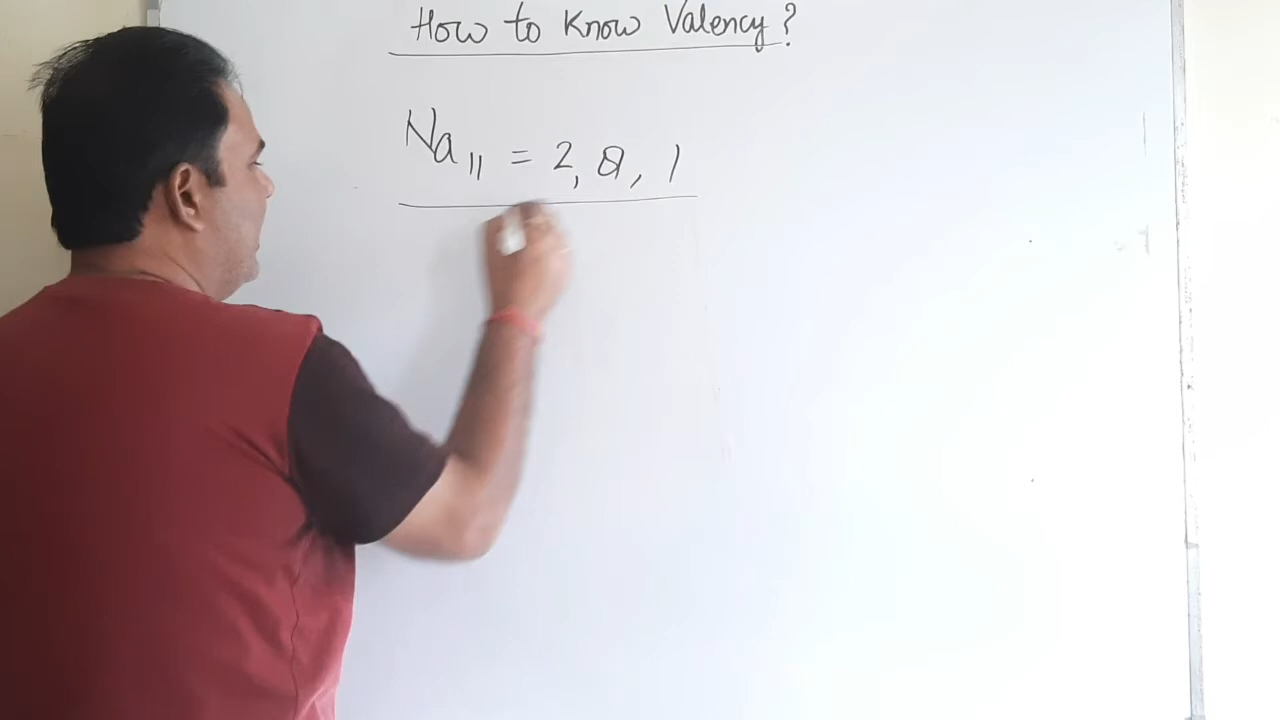 How to Know Valency?
Na₁₁ = 2, 8, 1